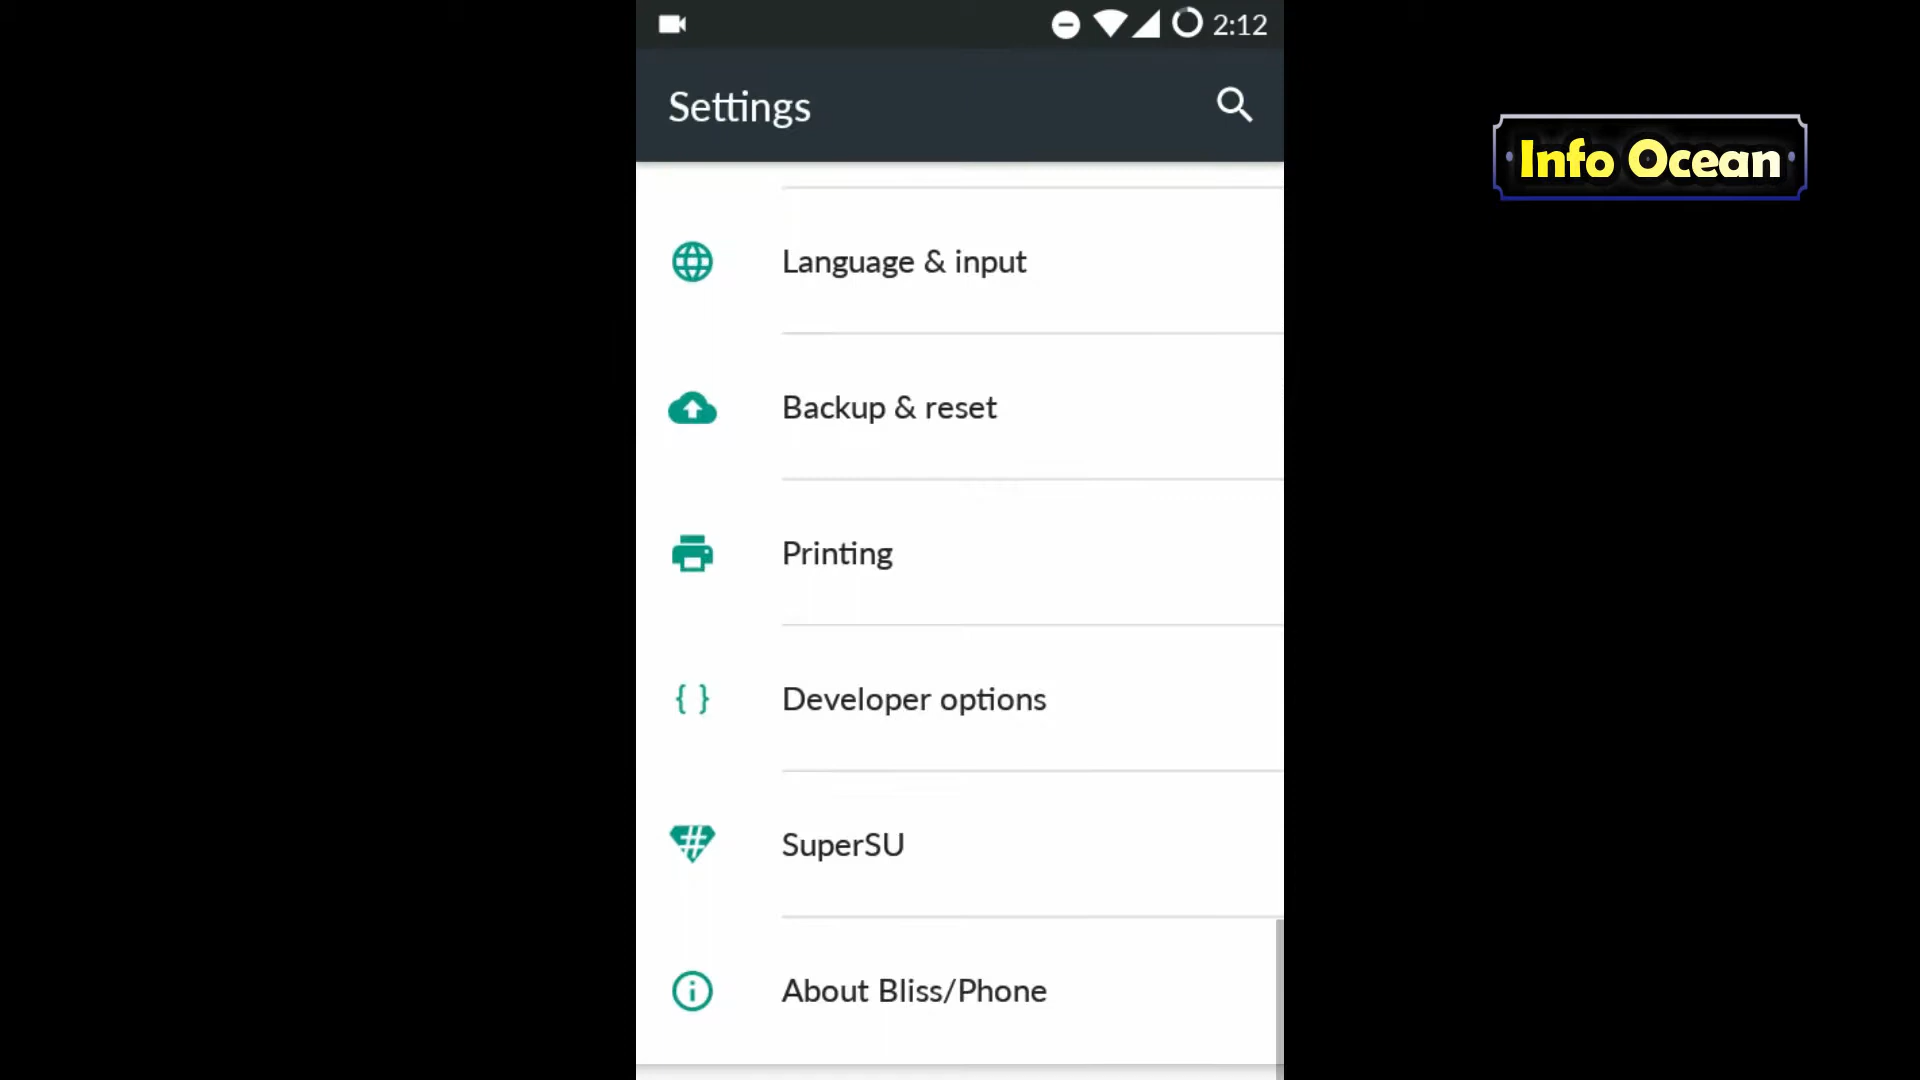 2:12
Settings
Info Ocean
Language & input
Backup & reset
Printing
{ } Developer options
# SuperSU
i About Bliss/Phone